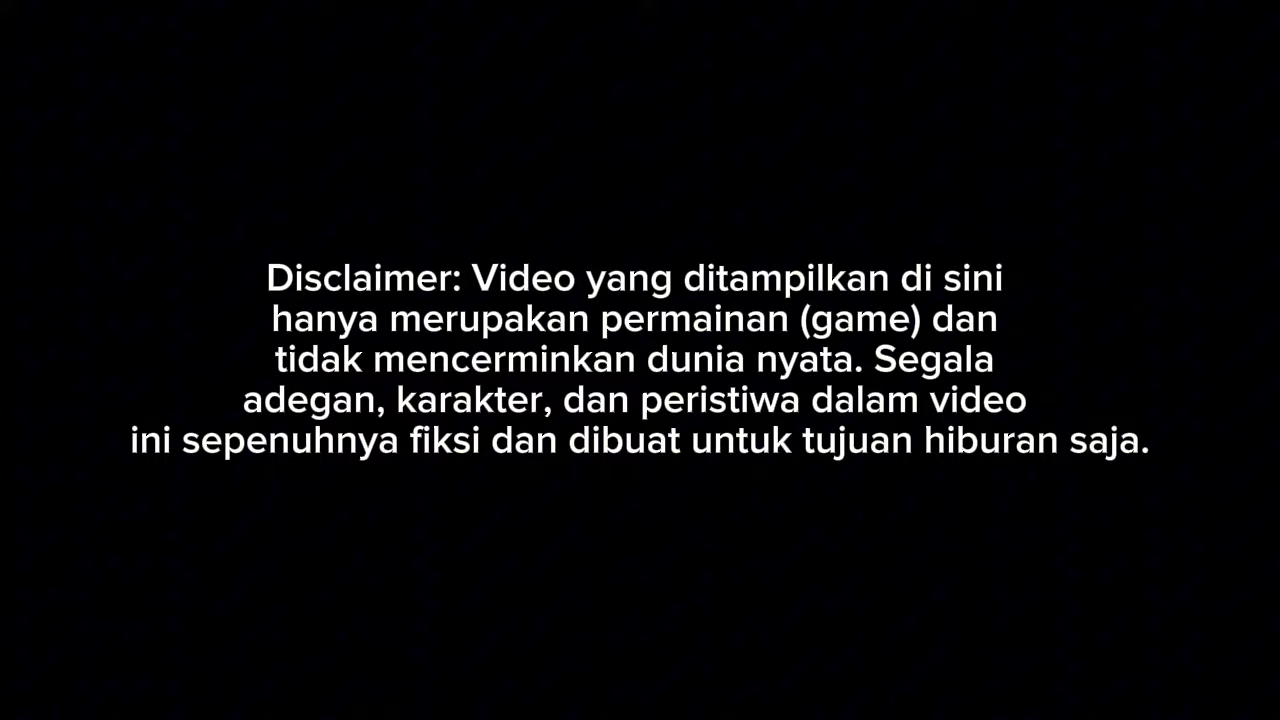 Disclaimer: Video yang ditampilkan di sini
hanya merupakan permainan (game) dan
tidak mencerminkan dunia nyata. Segala
adegan, karakter, dan peristiwa dalam video
ini sepenuhnya fiksi dan dibuat untuk tujuan hiburan saja.